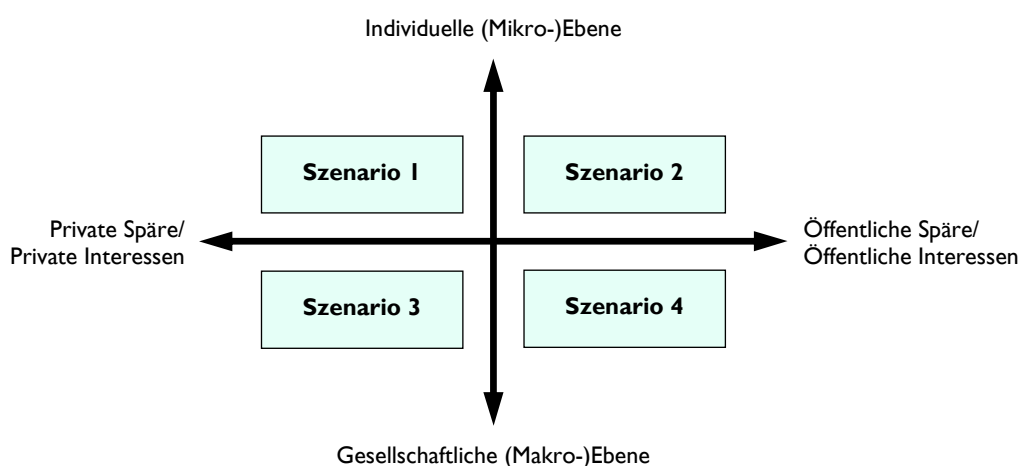 Individuelle (Mikro-)Ebene
Szenario 1
Szenario 2
Private Späre/
Private Interessen
Öffentliche Späre/
Öffentliche Interessen
Szenario 3
Szenario 4
Gesellschaftliche (Makro-)Ebene